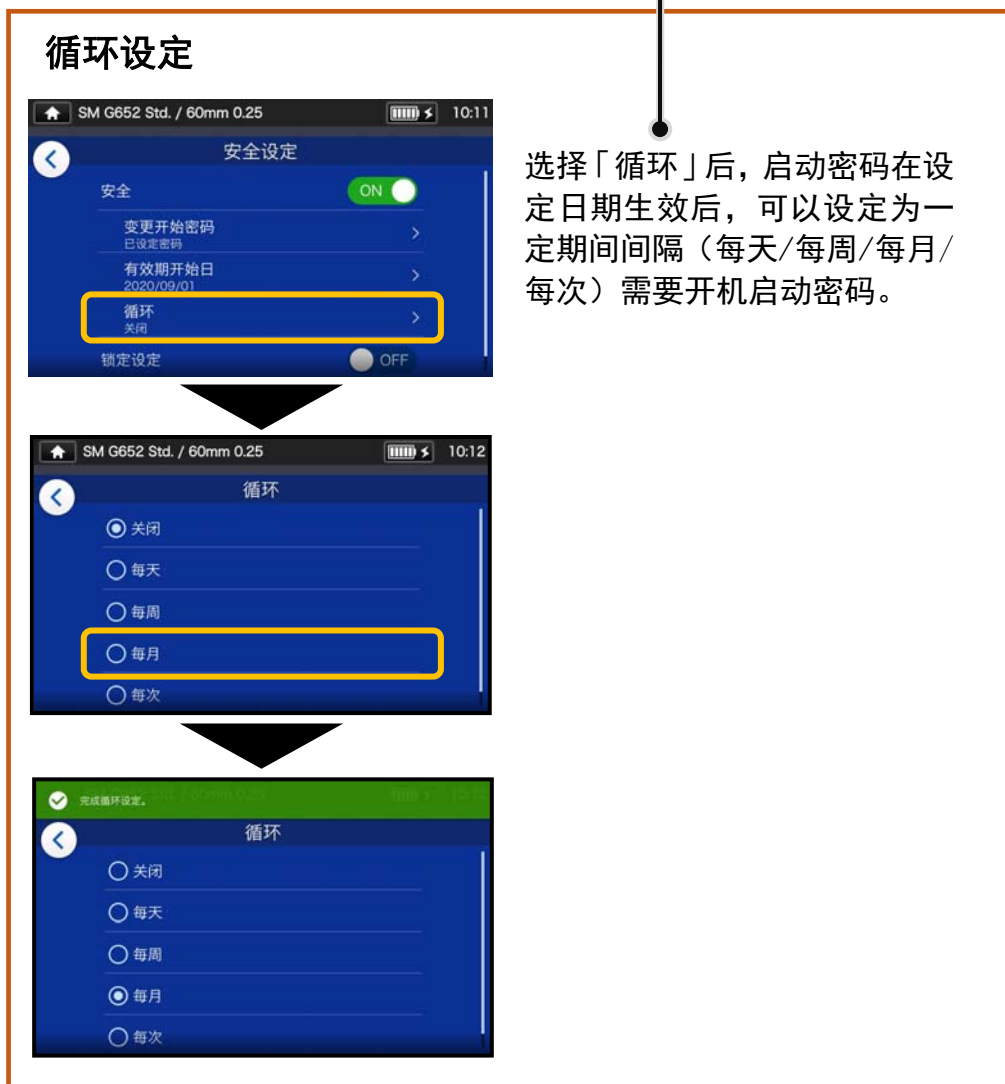 循环设定
SM G652 Std. / 60mm 0.25 10:11
安全设定
安全 ON
变更开始密码
已设定密码
有效期开始日
2020/09/01
循环
关闭
锁定设定 OFF
选择「循环」后，启动密码在设
定日期生效后，可以设定为一
定期间间隔（每天/每周/每月/
每次）需要开机启动密码。
SM G652 Std. / 60mm 0.25 10:12
循环
关闭
每天
每周
每月
每次
完成循环设定。
循环
关闭
每天
每周
每月
每次